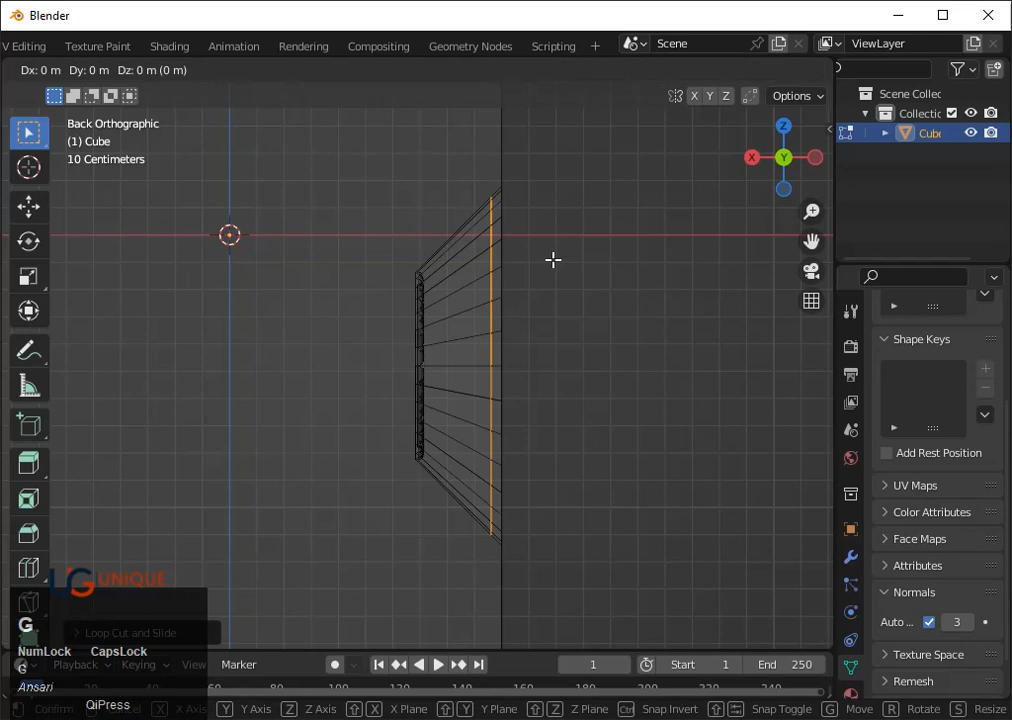 Blender
V Editing Texture Paint Shading Animation Rendering Compositing Geometry Nodes Scripting + Scene ViewLayer
Dx: 0 m Dy: 0 m Dz: 0 m (0 m)
X Y Z Options
Back Orthographic
(1) Cube
10 Centimeters
Z
X Y
Scene Collec
Collectic
Cube
Shape Keys
Add Rest Position
UV Maps
Color Attributes
Face Maps
Attributes
Normals
Auto ... 3
Texture Space
Remesh
UNIQUE
G
Loop Cut and Slide
NumLock CapsLock
G
Ansari
QiPress
Playback Keying View Marker 1 Start 1 End 250
Confirm X Axis Y Y Axis Z Z Axis X X Plane Y Y Plane Z Z Plane Ctrl Snap Invert Snap Toggle G Move R Rotate S Resize